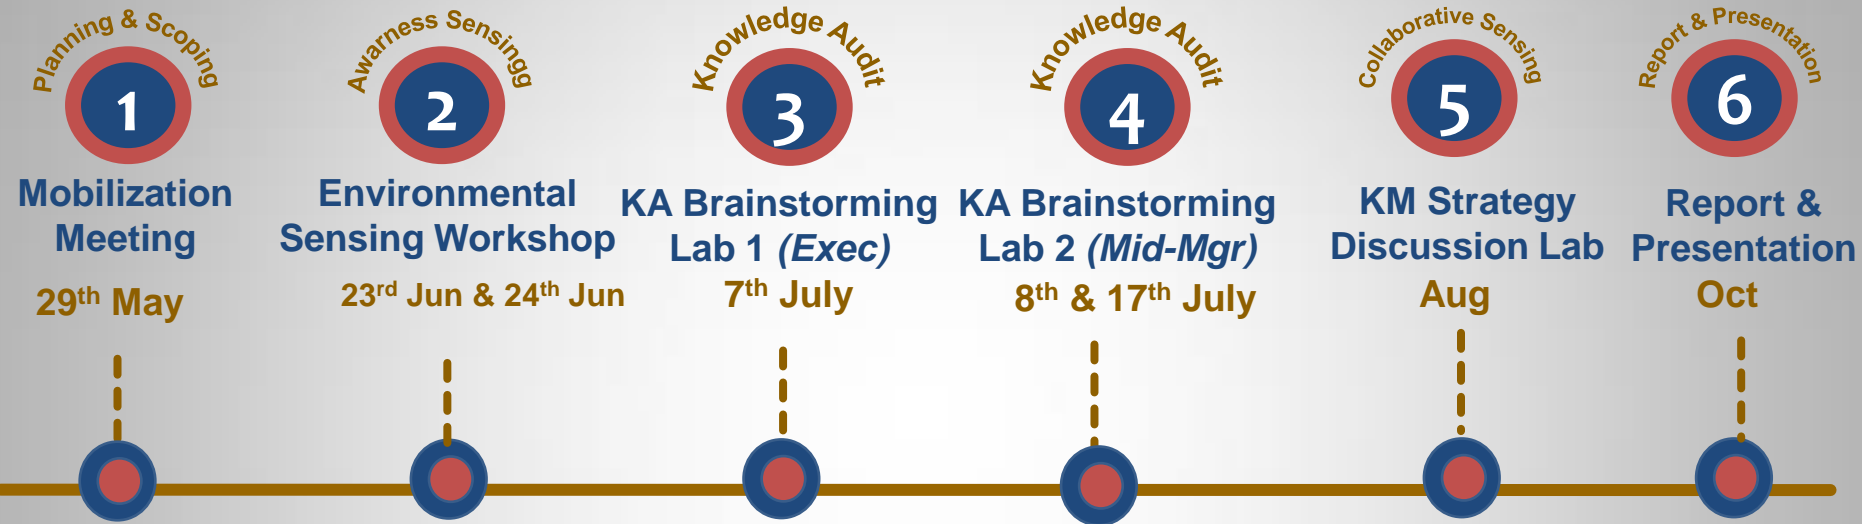 Planning & Scoping
1
Mobilization
Meeting
29th May
Awarness Sensingg
2
Environmental
Sensing Workshop
23rd Jun & 24th Jun
Knowledge Audit
3
KA Brainstorming
Lab 1 (Exec)
7th July
Knowledge Audit
4
KA Brainstorming
Lab 2 (Mid-Mgr)
8th & 17th July
Collaborative Sensing
5
KM Strategy
Discussion Lab
Aug
Report & Presentation
6
Report &
Presentation
Oct